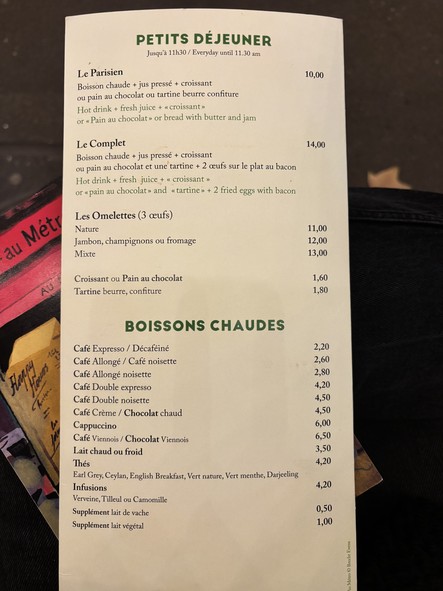 PETITS DÉJEUNER
Jusqu'à 11h30 / Everyday until 11.30 am
Le Parisien 10,00
Boisson chaude + jus pressé + croissant
ou pain au chocolat ou tartine beurre confiture
Hot drink + fresh juice + «croissant»
or «Pain au chocolat» or bread with butter and jam
Le Complet 14,00
Boisson chaude + jus pressé + croissant
ou pain au chocolat et une tartine + 2 œufs sur le plat au bacon
Hot drink + fresh juice + «croissant»
or «pain au chocolat» and «tartine» + 2 fried eggs with bacon
Les Omelettes (3 œufs)
Nature 11,00
Jambon, champignons ou fromage 12,00
Mixte 13,00
Croissant ou Pain au chocolat 1,60
Tartine beurre, confiture 1,80
BOISSONS CHAUDES
Café Expresso / Décaféiné 2,20
Café Allongé / Café noisette 2,60
Café Allongé noisette 2,80
Café Double expresso 4,20
Café Double noisette 4,50
Café Crème / Chocolat chaud 4,50
Cappuccino 6,00
Café Viennois / Chocolat Viennois 6,50
Lait chaud ou froid 3,50
Thés 4,20
Earl Grey, Ceylan, English Breakfast, Vert nature, Vert menthe, Darjeeling
Infusions 4,20
Verveine, Tilleul ou Camomille
Supplément lait de vache 0,50
Supplément lait végétal 1,00
au Métro
Au
Happy
Hours